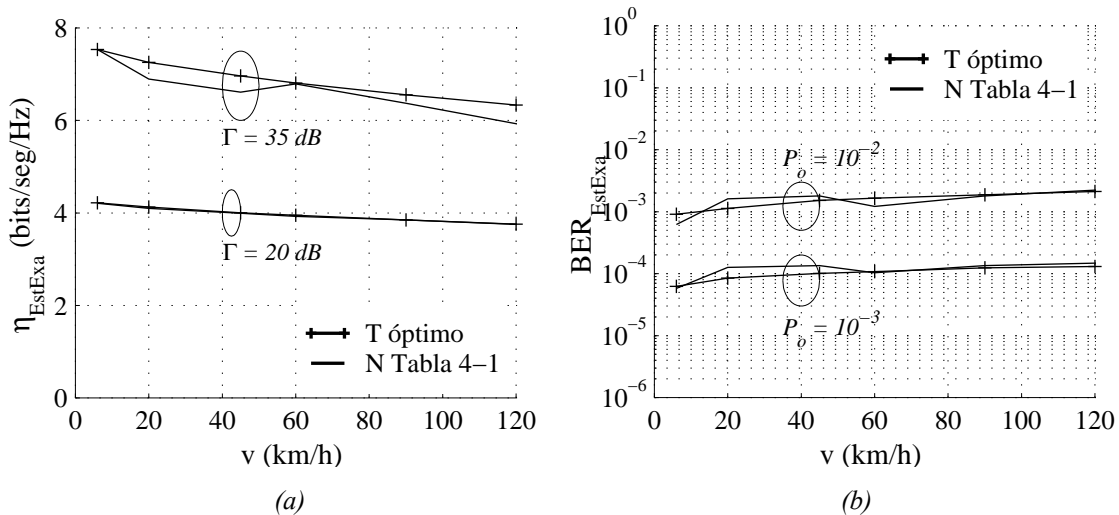 8
6
4
2
0
0
20
40
60
80
100
120
η_EstExa (bits/seg/Hz)
v (km/h)
Γ = 35 dB
Γ = 20 dB
T óptimo
N Tabla 4−1
(a)
10^0
10^−1
10^−2
10^−3
10^−4
10^−5
10^−6
0
20
40
60
80
100
120
BER_EstExa
v (km/h)
T óptimo
N Tabla 4−1
P_o = 10^−2
P_o = 10^−3
(b)